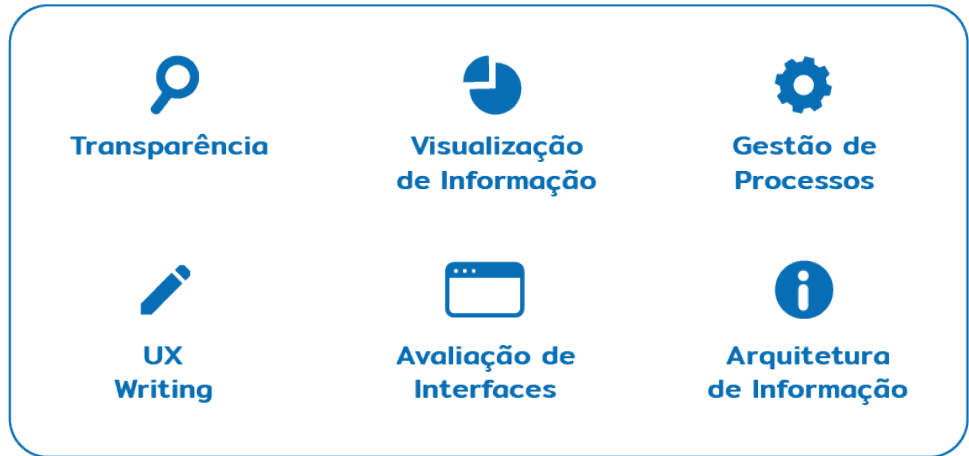 Transparência
Visualização
de Informação
Gestão de
Processos
UX
Writing
Avaliação de
Interfaces
Arquitetura
de Informação